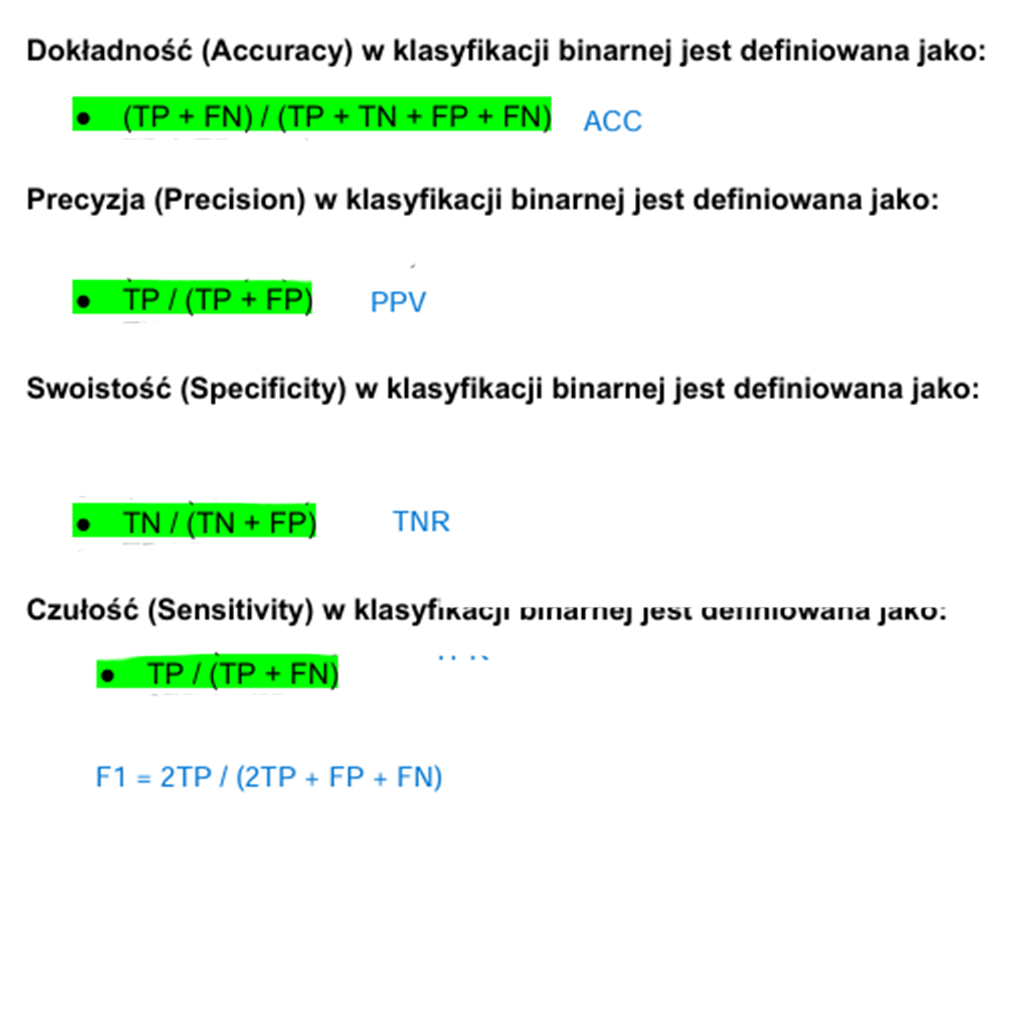 Dokładność (Accuracy) w klasyfikacji binarnej jest definiowana jako:
● (TP + FN) / (TP + TN + FP + FN) ACC
Precyzja (Precision) w klasyfikacji binarnej jest definiowana jako:
● TP / (TP + FP) PPV
Swoistość (Specificity) w klasyfikacji binarnej jest definiowana jako:
● TN / (TN + FP) TNR
Czułość (Sensitivity) w klasyfikacji binarnej jest definiowana jako:
● TP / (TP + FN)
F1 = 2TP / (2TP + FP + FN)